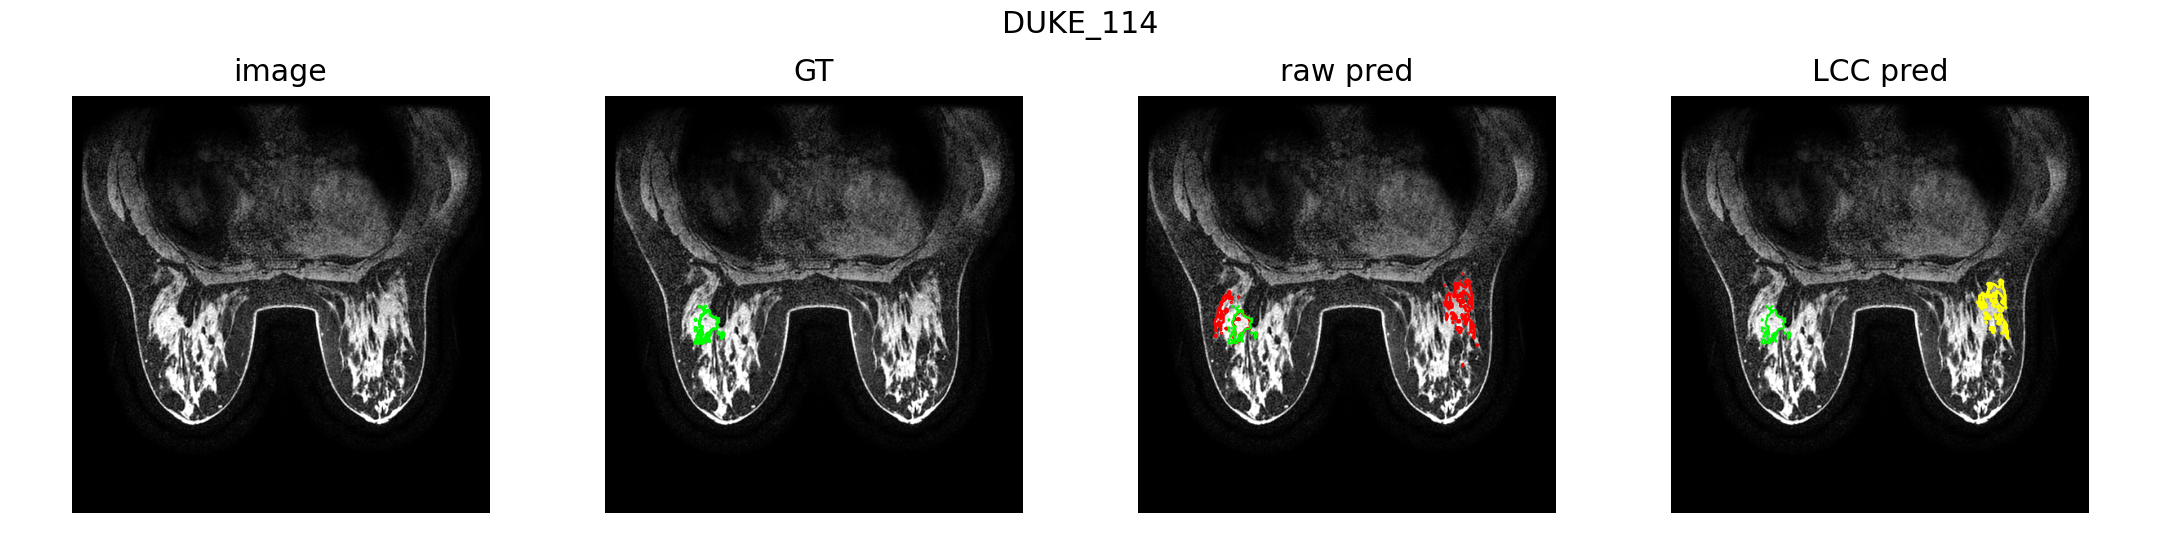 DUKE_114
image
GT
raw pred
LCC pred